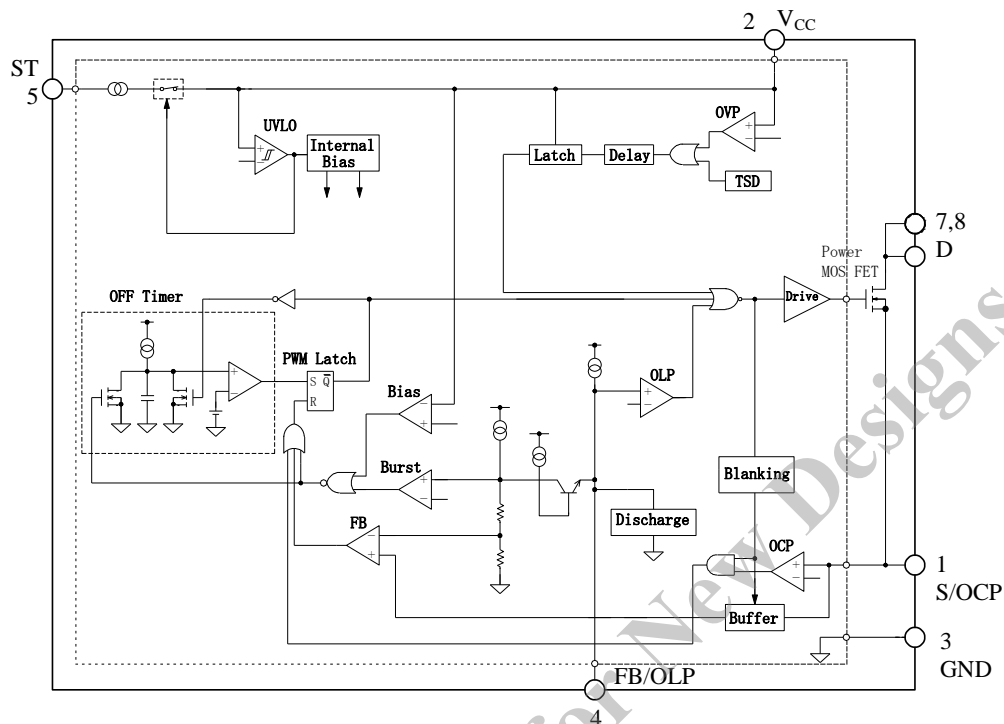 2 VCC
ST
5
OVP
UVLO
Internal
Bias
Latch
Delay
TSD
7,8
D
Power
MOS FET
OFF Timer
Drive
PWM Latch
S Q̅
R
OLP
Bias
Burst
Blanking
FB
Discharge
OCP
1
S/OCP
Buffer
3
GND
FB/OLP
4
for New Designs